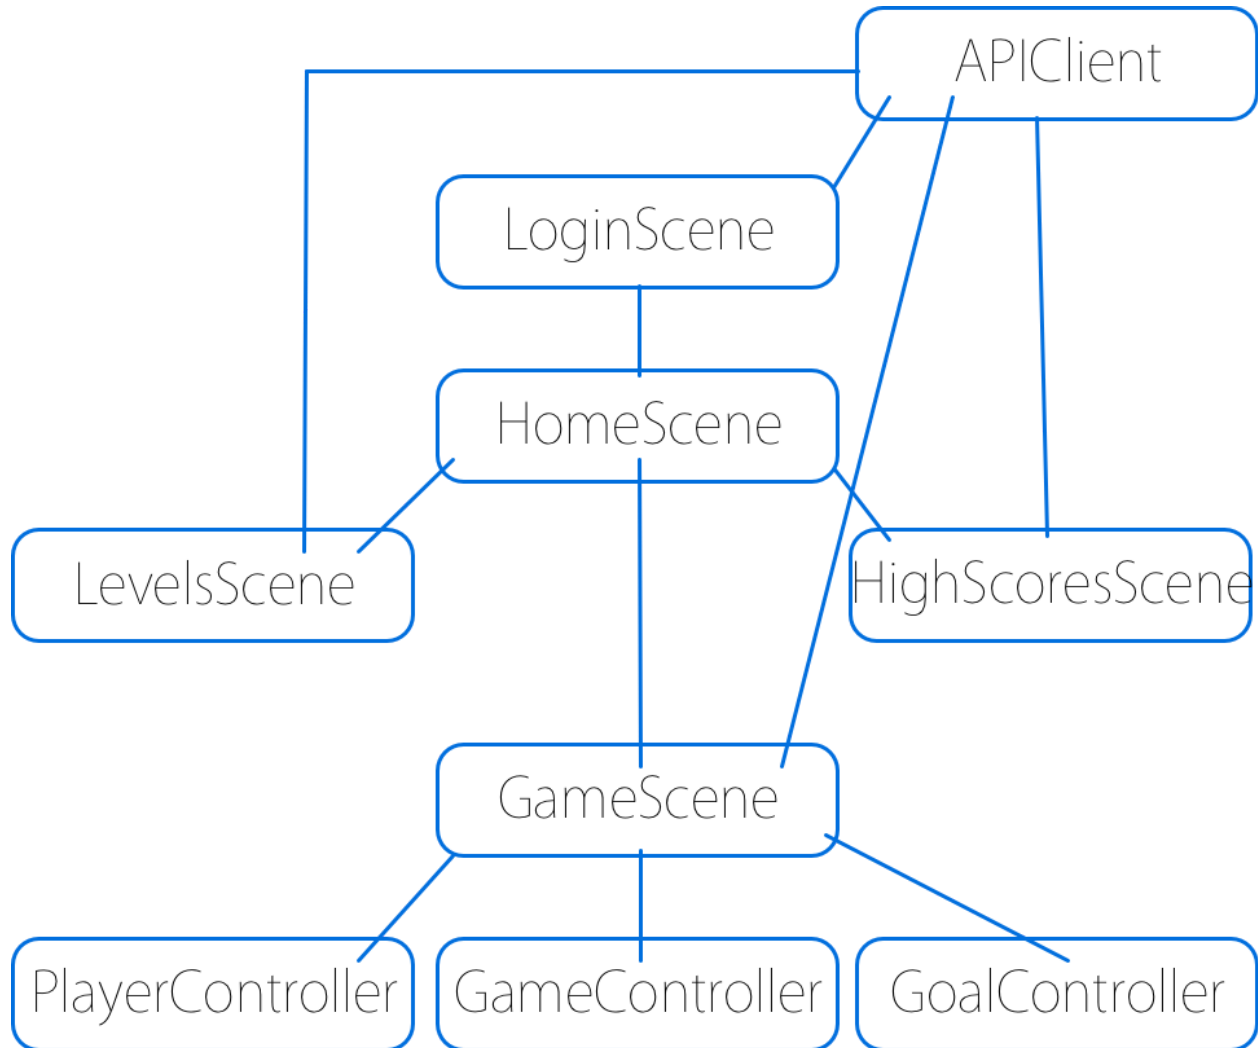 APIClient
LoginScene
HomeScene
LevelsScene
HighScoresScene
GameScene
PlayerController
GameController
GoalController